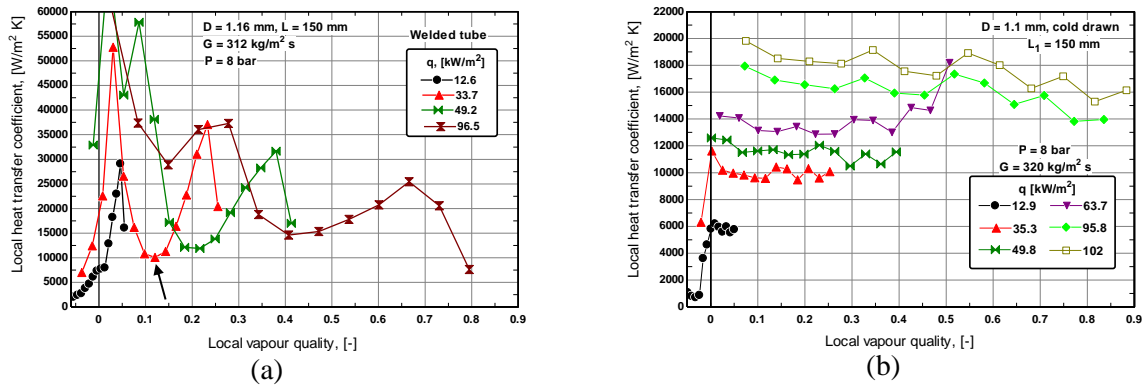 Local heat transfer coefficient, [W/m² K]
60000
55000
50000
45000
40000
35000
30000
25000
20000
15000
10000
5000
0
D = 1.16 mm, L = 150 mm
G = 312 kg/m² s
P = 8 bar
Welded tube
q, [kW/m²]
12.6
33.7
49.2
96.5
0 0.1 0.2 0.3 0.4 0.5 0.6 0.7 0.8 0.9
Local vapour quality, [-]
(a)
Local heat transfer coefficient, [W/m² K]
22000
20000
18000
16000
14000
12000
10000
8000
6000
4000
2000
0
D = 1.1 mm, cold drawn
L₁ = 150 mm
P = 8 bar
G = 320 kg/m² s
q [kW/m²]
12.9 63.7
35.3 95.8
49.8 102
0 0.1 0.2 0.3 0.4 0.5 0.6 0.7 0.8 0.9
Local vapour quality, [-]
(b)